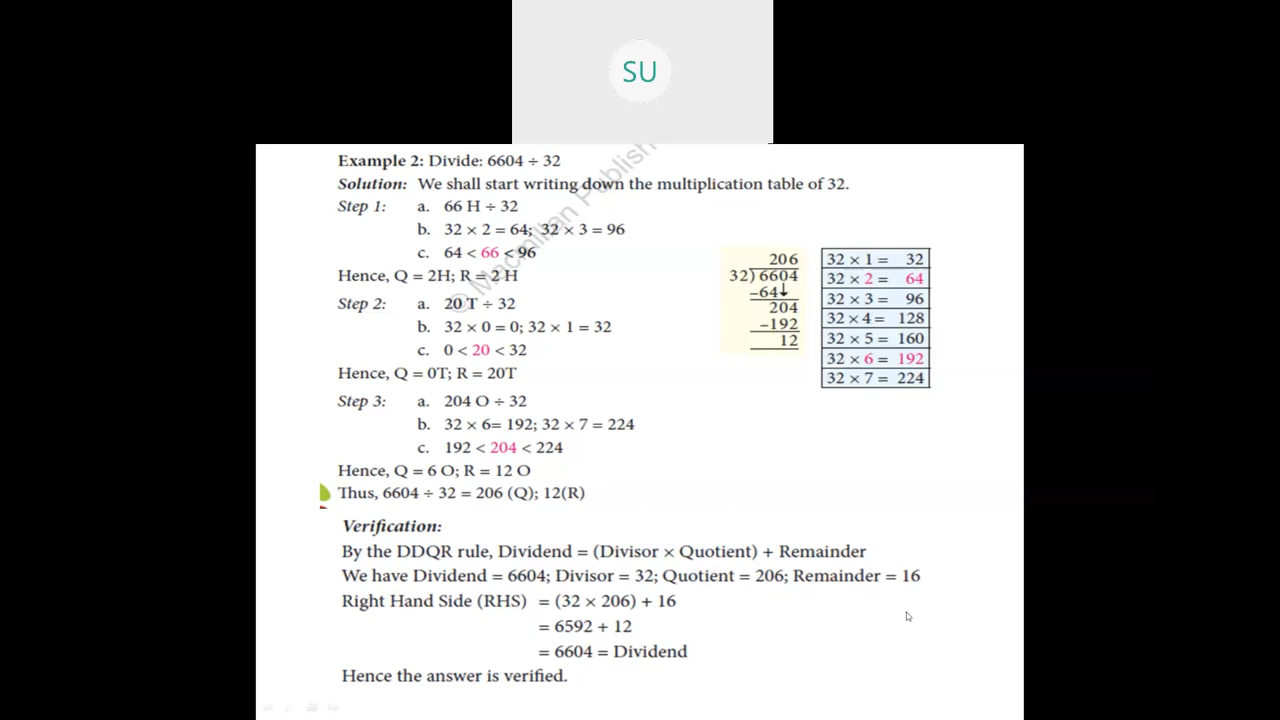 SU
Example 2: Divide: 6604 ÷ 32
Solution: We shall start writing down the multiplication table of 32.
Step 1: a. 66 H ÷ 32
b. 32 × 2 = 64; 32 × 3 = 96
c. 64 < 66 < 96
Hence, Q = 2H; R = 2 H
Step 2: a. 20 T ÷ 32
b. 32 × 0 = 0; 32 × 1 = 32
c. 0 < 20 < 32
Hence, Q = 0T; R = 20T
Step 3: a. 204 O ÷ 32
b. 32 × 6= 192; 32 × 7 = 224
c. 192 < 204 < 224
Hence, Q = 6 O; R = 12 O
Thus, 6604 ÷ 32 = 206 (Q); 12(R)
206
32)6604
−64↓
204
−192
12
32 × 1 = 32
32 × 2 = 64
32 × 3 = 96
32 × 4 = 128
32 × 5 = 160
32 × 6 = 192
32 × 7 = 224
© Macmillan Publish
Verification:
By the DDQR rule, Dividend = (Divisor × Quotient) + Remainder
We have Dividend = 6604; Divisor = 32; Quotient = 206; Remainder = 16
Right Hand Side (RHS) = (32 × 206) + 16
= 6592 + 12
= 6604 = Dividend
Hence the answer is verified.